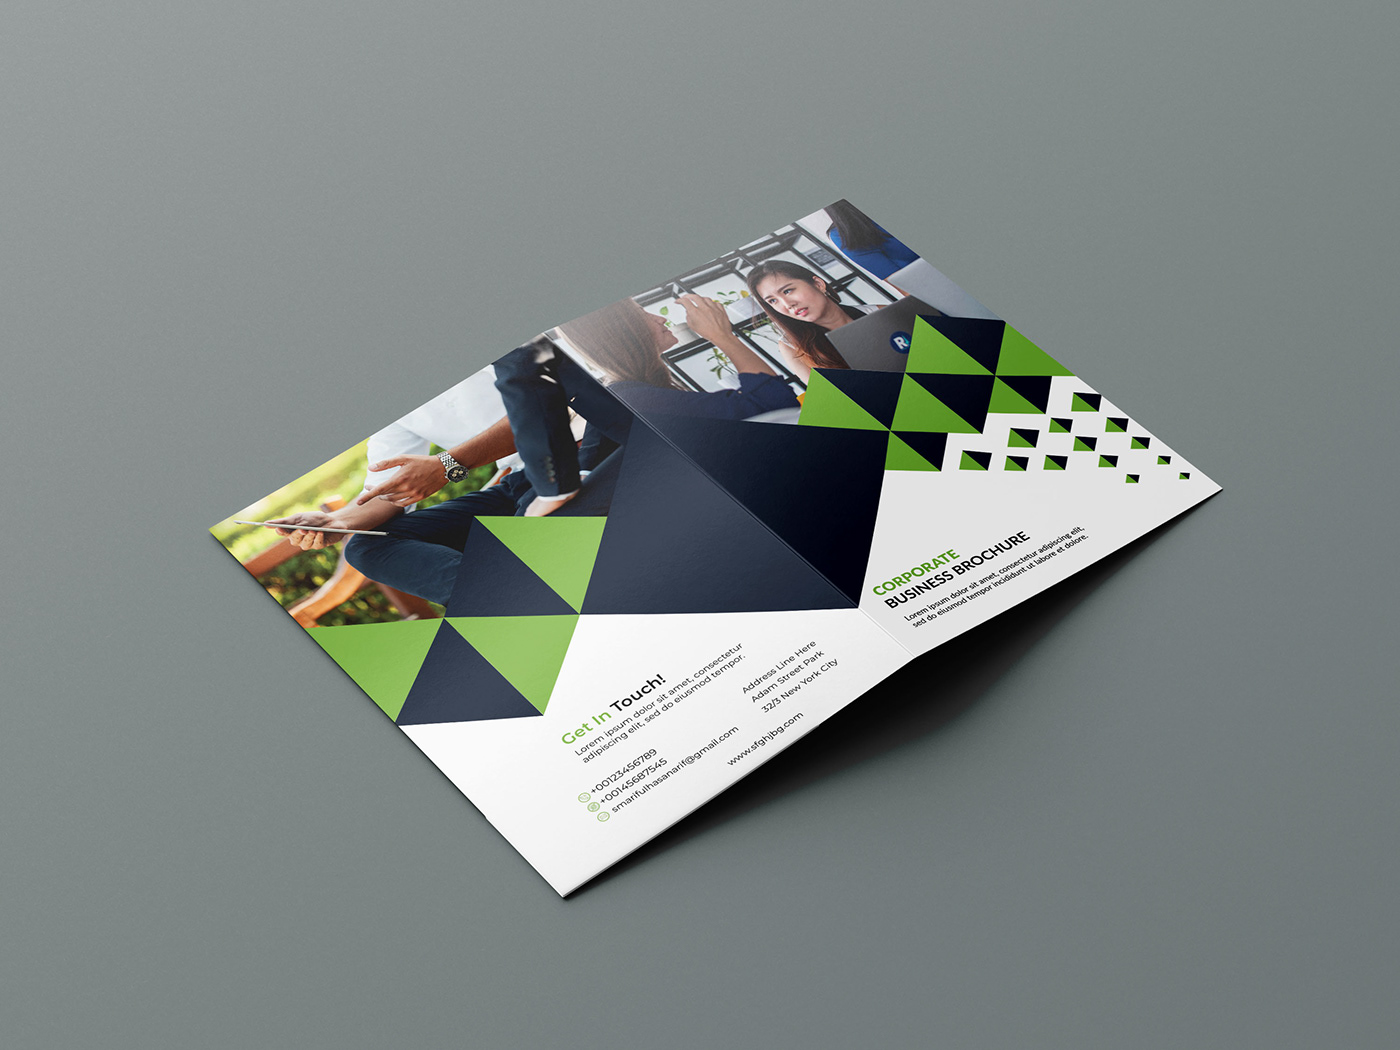 R
CORPORATE
BUSINESS BROCHURE
Lorem ipsum dolor sit amet, consectetur adipiscing elit,
sed do eiusmod tempor incididunt ut labore et dolore.
Get In Touch!
Lorem ipsum dolor sit amet, consectetur
adipiscing elit, sed do eiusmod tempor.
+00123456789
+00145687545
smarifulhasanarif@gmail.com
Address Line Here
Adam Street Park
32/3 New York City
www.sfghjbg.com